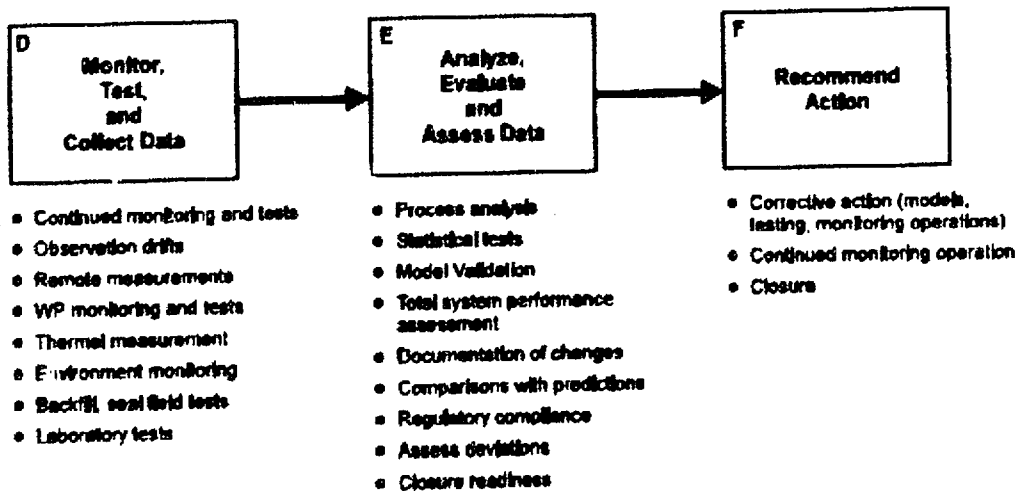 D
Monitor,
Test,
and
Collect Data
• Continued monitoring and tests
• Observation drifts
• Remote measurements
• WP monitoring and tests
• Thermal measurement
• Environment monitoring
• Backfill, seal field tests
• Laboratory tests
E
Analyze,
Evaluate
and
Assess Data
• Process analysis
• Statistical tests
• Model Validation
• Total system performance
assessment
• Documentation of changes
• Comparisons with predictions
• Regulatory compliance
• Assess deviations
• Closure readiness
F
Recommend
Action
• Corrective action (models,
testing, monitoring operations)
• Continued monitoring operation
• Closure